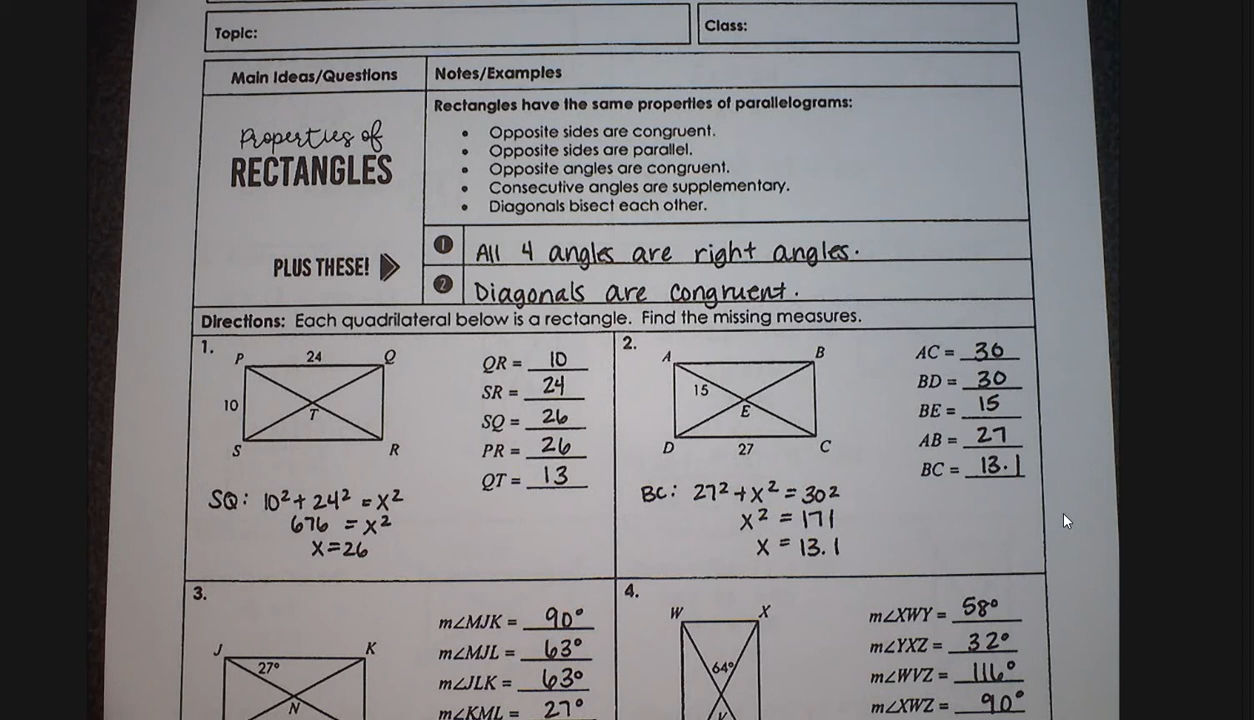 Topic:
Class:
Main Ideas/Questions
Notes/Examples
Properties of
RECTANGLES
PLUS THESE!
Rectangles have the same properties of parallelograms:
• Opposite sides are congruent.
• Opposite sides are parallel.
• Opposite angles are congruent.
• Consecutive angles are supplementary.
• Diagonals bisect each other.
1 All 4 angles are right angles.
2 Diagonals are congruent.
Directions: Each quadrilateral below is a rectangle. Find the missing measures.
1.
P 24 Q
10
T
S R
QR = 10
SR = 24
SQ = 26
PR = 26
QT = 13
SQ: 10² + 24² = x²
676 = x²
x = 26
2.
A B
15
E
D 27 C
AC = 30
BD = 30
BE = 15
AB = 27
BC = 13.1
BC: 27² + x² = 30²
x² = 171
x = 13.1
3.
J K
27°
N
m∠MJK = 90°
m∠MJL = 63°
m∠JLK = 63°
m∠KML = 27°
4.
W X
64°
m∠XWY = 58°
m∠YXZ = 32°
m∠WVZ = 116°
m∠XWZ = 90°